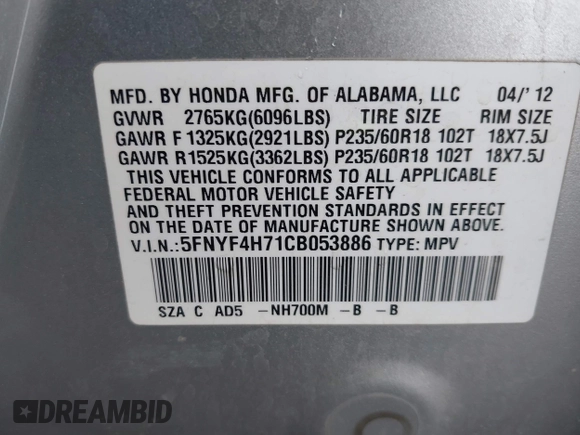 MFD. BY HONDA MFG. OF ALABAMA, LLC 04/'12
GVWR 2765KG(6096LBS) TIRE SIZE RIM SIZE
GAWR F 1325KG(2921LBS) P235/60R18 102T 18X7.5J
GAWR R1525KG(3362LBS) P235/60R18 102T 18X7.5J
THIS VEHICLE CONFORMS TO ALL APPLICABLE
FEDERAL MOTOR VEHICLE SAFETY
AND THEFT PREVENTION STANDARDS IN EFFECT
ON THE DATE OF MANUFACTURE SHOWN ABOVE.
V.I.N.:5FNYF4H71CB053886 TYPE: MPV
SZA C AD5 -NH700M -B -B
DREAMBID